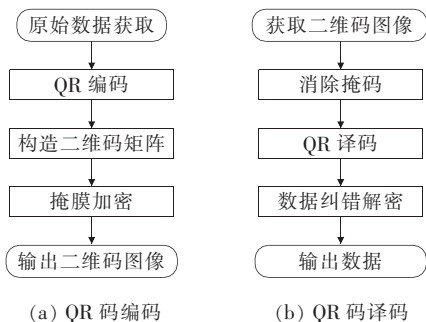 原始数据获取
QR 编码
构造二维码矩阵
掩膜加密
输出二维码图像
(a) QR 码编码
获取二维码图像
消除掩码
QR 译码
数据纠错解密
输出数据
(b) QR 码译码